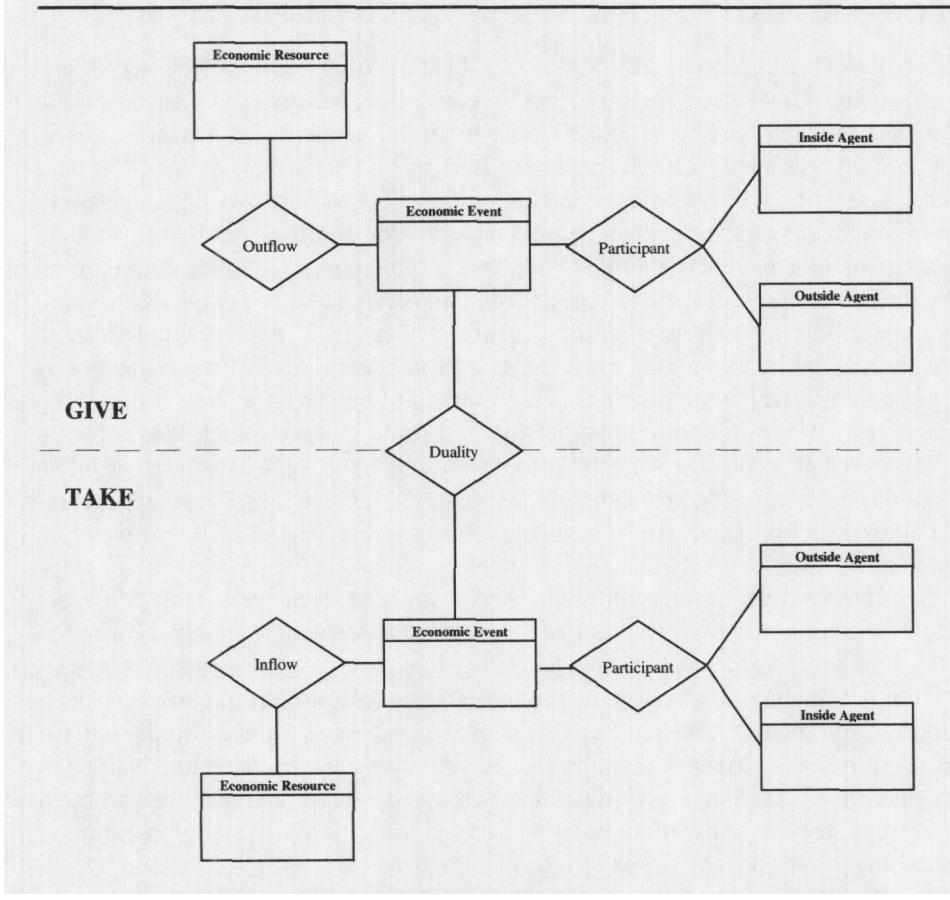 Economic Resource
Inside Agent
Economic Event
Outflow
Participant
Outside Agent
GIVE
Duality
TAKE
Outside Agent
Economic Event
Inflow
Participant
Inside Agent
Economic Resource